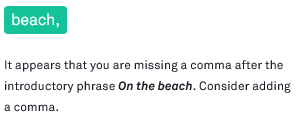 beach,
It appears that you are missing a comma after the
introductory phrase On the beach. Consider adding
a comma.